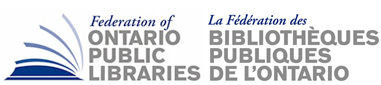 Federation of
ONTARIO
PUBLIC
LIBRARIES
La Fédération des
BIBLIOTHÈQUES
PUBLIQUES
DE L'ONTARIO